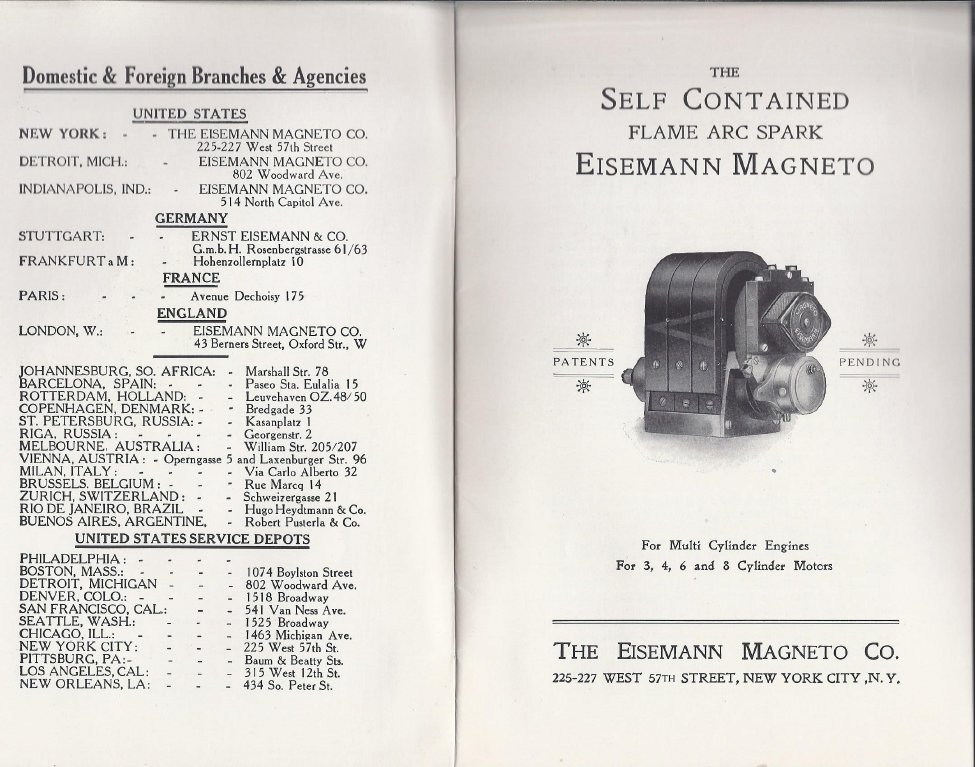 Domestic & Foreign Branches & Agencies
UNITED STATES
NEW YORK: - - THE EISEMANN MAGNETO CO.
225-227 West 57th Street
DETROIT, MICH.: - EISEMANN MAGNETO CO.
802 Woodward Ave.
INDIANAPOLIS, IND.: - EISEMANN MAGNETO CO.
514 North Capitol Ave.
GERMANY
STUTTGART: - - ERNST EISEMANN & CO.
G.m.b.H. Rosenbergstrasse 61/63
FRANKFURT a M: - Hohenzollernplatz 10
FRANCE
PARIS: - - - Avenue Dechoisy 175
ENGLAND
LONDON, W.: - - EISEMANN MAGNETO CO.
43 Berners Street, Oxford Str., W
JOHANNESBURG, SO. AFRICA: - Marshall Str. 78
BARCELONA, SPAIN: - - - Paseo Sta. Eulalia 15
ROTTERDAM, HOLLAND: - - Leuvehaven OZ.48/50
COPENHAGEN, DENMARK: - - Bredgade 33
ST. PETERSBURG, RUSSIA: - - Kasanplatz 1
RIGA, RUSSIA: - - - - Georgenstr. 2
MELBOURNE, AUSTRALIA: - William Str. 205/207
VIENNA, AUSTRIA: - Operngasse 5 and Laxenburger Str. 96
MILAN, ITALY: - - - - Via Carlo Alberto 32
BRUSSELS. BELGIUM: - - - Rue Marcq 14
ZURICH, SWITZERLAND: - - Schweizergasse 21
RIO DE JANEIRO, BRAZIL - - Hugo Heydtmann & Co.
BUENOS AIRES, ARGENTINE, - Robert Pusterla & Co.
UNITED STATES SERVICE DEPOTS
PHILADELPHIA: - - - -
BOSTON, MASS.: - - - - 1074 Boylston Street
DETROIT, MICHIGAN - - - 802 Woodward Ave.
DENVER, COLO.: - - - - 1518 Broadway
SAN FRANCISCO, CAL.: - - 541 Van Ness Ave.
SEATTLE, WASH.: - - - 1525 Broadway
CHICAGO, ILL.: - - - - 1463 Michigan Ave.
NEW YORK CITY: - - - 225 West 57th St.
PITTSBURG, PA:- - - - Baum & Beatty Sts.
LOS ANGELES, CAL: - - - 315 West 12th St.
NEW ORLEANS, LA: - - - 434 So. Peter St.
THE
SELF CONTAINED
FLAME ARC SPARK
EISEMANN MAGNETO
PATENTS PENDING
For Multi Cylinder Engines
For 3, 4, 6 and 8 Cylinder Motors
THE EISEMANN MAGNETO CO.
225-227 WEST 57TH STREET, NEW YORK CITY ,N. Y.